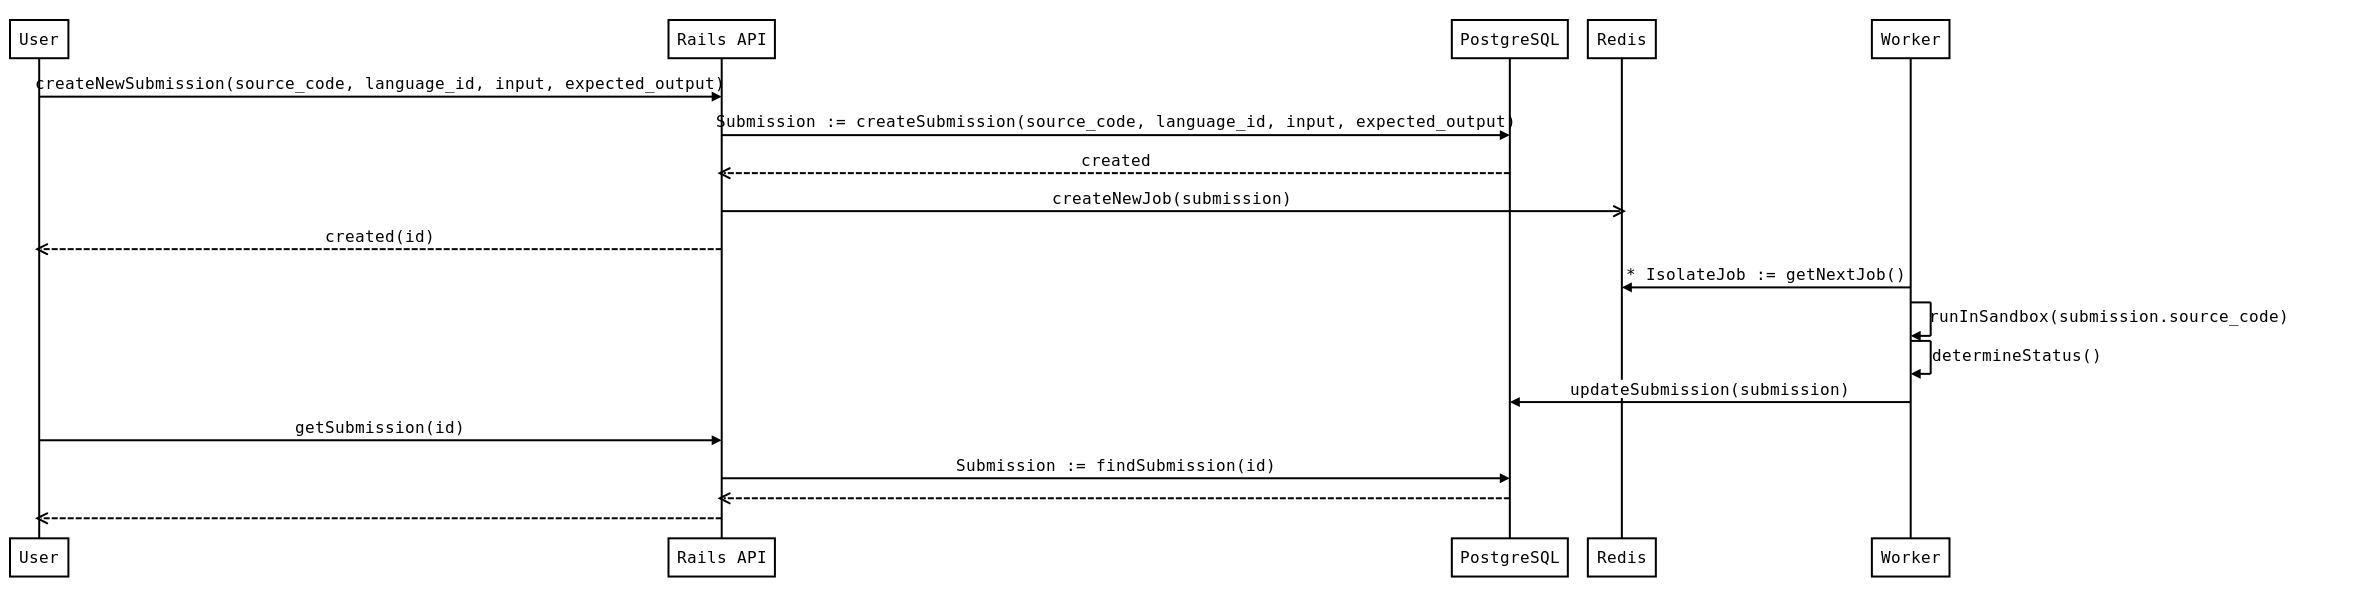 User
Rails API
PostgreSQL
Redis
Worker
createNewSubmission(source_code, language_id, input, expected_output)
Submission := createSubmission(source_code, language_id, input, expected_output)
created
createNewJob(submission)
created(id)
* IsolateJob := getNextJob()
runInSandbox(submission.source_code)
determineStatus()
updateSubmission(submission)
getSubmission(id)
Submission := findSubmission(id)
User
Rails API
PostgreSQL
Redis
Worker